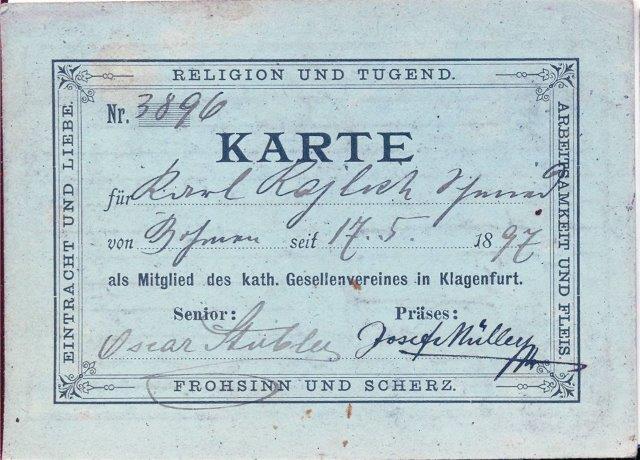 RELIGION UND TUGEND.
EINTRACHT UND LIEBE.
ARBEITSAMKEIT UND FLEIS.
Nr. 3896
KARTE
für Karl
von Böhmen seit 17. 5. 1897
als Mitglied des kath. Gesellenvereines in Klagenfurt.
Senior: Präses:
Oscar Josef Müller
FROHSINN UND SCHERZ.